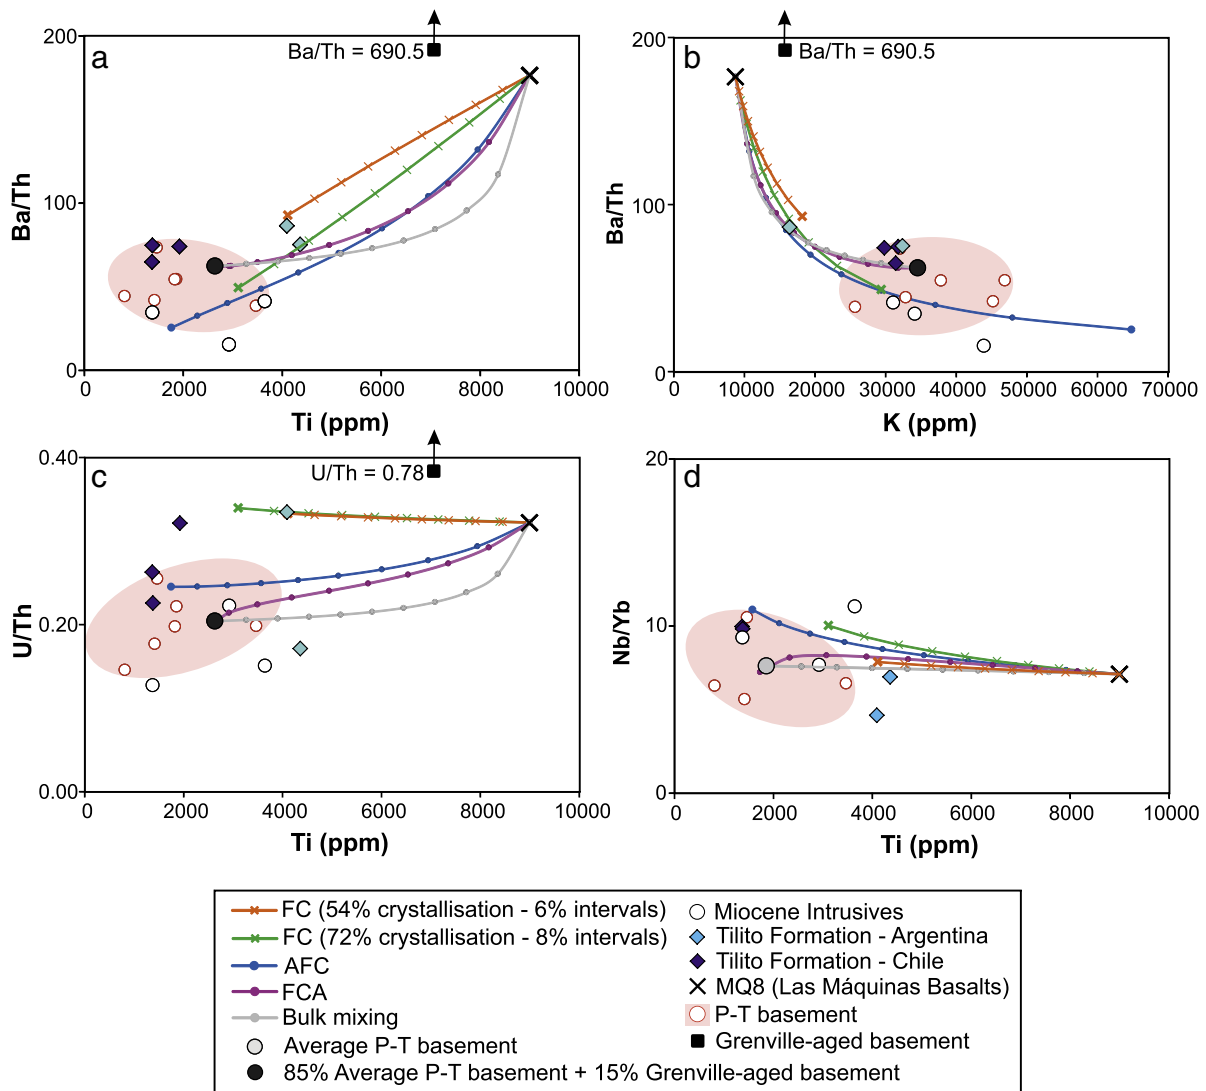 a
Ba/Th = 690.5
200
100
0
Ba/Th
0
2000
4000
6000
8000
10000
Ti (ppm)
b
Ba/Th = 690.5
200
100
0
Ba/Th
0
10000
20000
30000
40000
50000
60000
70000
K (ppm)
c
U/Th = 0.78
0.40
0.20
0.00
U/Th
0
2000
4000
6000
8000
10000
Ti (ppm)
d
20
10
0
Nb/Yb
0
2000
4000
6000
8000
10000
Ti (ppm)
FC (54% crystallisation - 6% intervals)
FC (72% crystallisation - 8% intervals)
AFC
FCA
Bulk mixing
Average P-T basement
85% Average P-T basement + 15% Grenville-aged basement
Miocene Intrusives
Tilito Formation - Argentina
Tilito Formation - Chile
MQ8 (Las Máquinas Basalts)
P-T basement
Grenville-aged basement